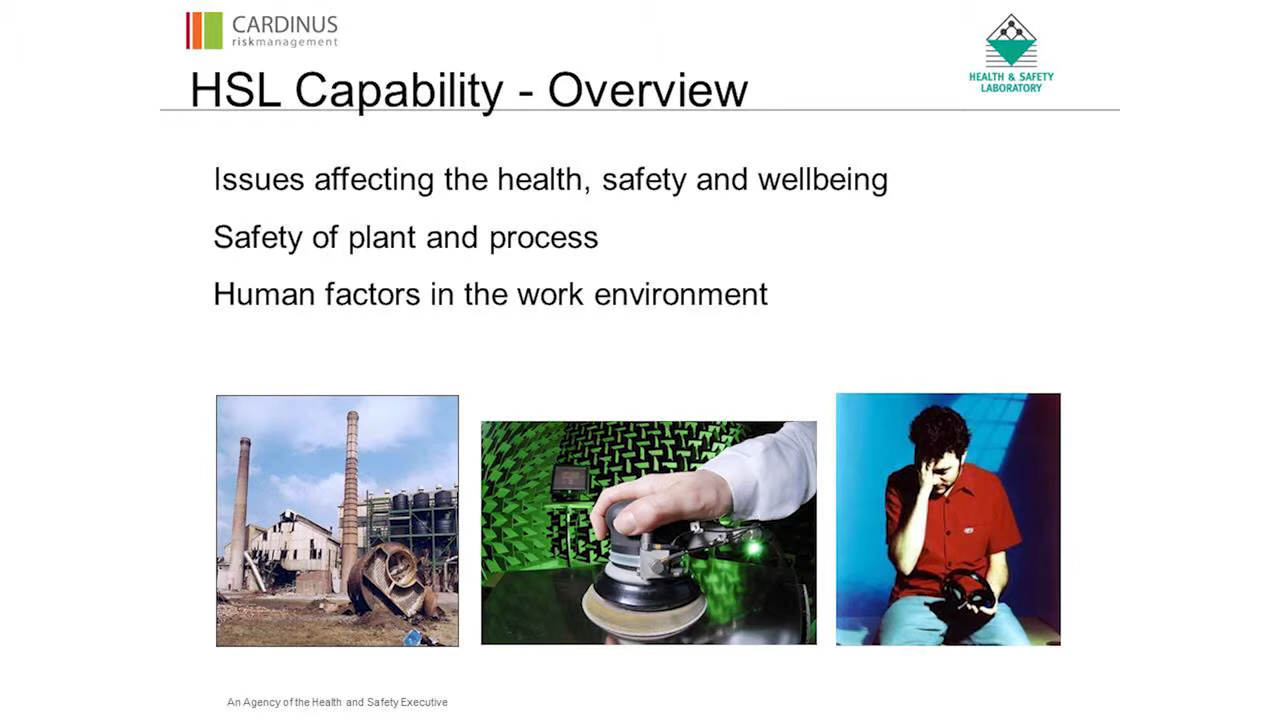 CARDINUS
riskmanagement
HEALTH & SAFETY
LABORATORY
HSL Capability - Overview
Issues affecting the health, safety and wellbeing
Safety of plant and process
Human factors in the work environment
An Agency of the Health and Safety Executive